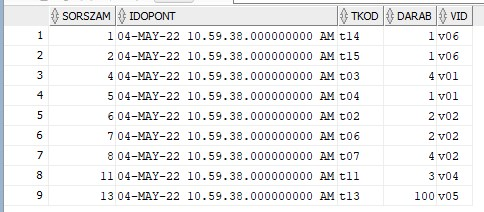 SORSZAM IDOPONT TKOD DARAB VID
1 1 04-MAY-22 10.59.38.000000000 AM t14 1 v06
2 2 04-MAY-22 10.59.38.000000000 AM t15 1 v06
3 4 04-MAY-22 10.59.38.000000000 AM t03 4 v01
4 5 04-MAY-22 10.59.38.000000000 AM t04 1 v01
5 6 04-MAY-22 10.59.38.000000000 AM t02 2 v02
6 7 04-MAY-22 10.59.38.000000000 AM t06 2 v02
7 8 04-MAY-22 10.59.38.000000000 AM t07 4 v02
8 11 04-MAY-22 10.59.38.000000000 AM t11 3 v04
9 13 04-MAY-22 10.59.38.000000000 AM t13 100 v05